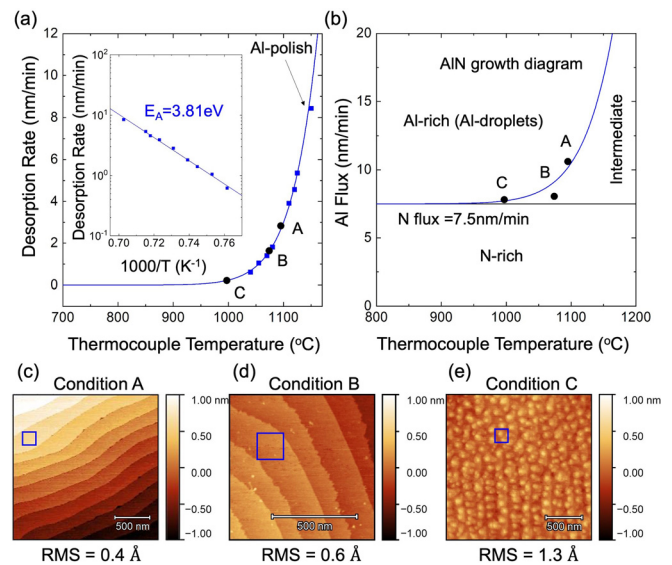 (a)
Desorption Rate (nm/min)
12
10
8
6
4
2
0
700
800
900
1000
1100
Thermocouple Temperature (°C)
Al-polish
A
B
C
Desorption Rate (nm/min)
10²
10¹
10⁰
10⁻¹
0.70
0.72
0.74
0.76
1000/T (K⁻¹)
E_A=3.81eV
(b)
Al Flux (nm/min)
20
15
10
5
0
800
900
1000
1100
1200
Thermocouple Temperature (°C)
AlN growth diagram
Al-rich (Al-droplets)
Intermediate
A
B
C
N flux =7.5nm/min
N-rich
(c)
Condition A
1.00 nm
0.50
0.00
−0.50
−1.00
500 nm
RMS = 0.4 Å
(d)
Condition B
1.00 nm
0.50
0.00
−0.50
−1.00
500 nm
RMS = 0.6 Å
(e)
Condition C
1.00 nm
0.50
0.00
−0.50
−1.00
500 nm
RMS = 1.3 Å